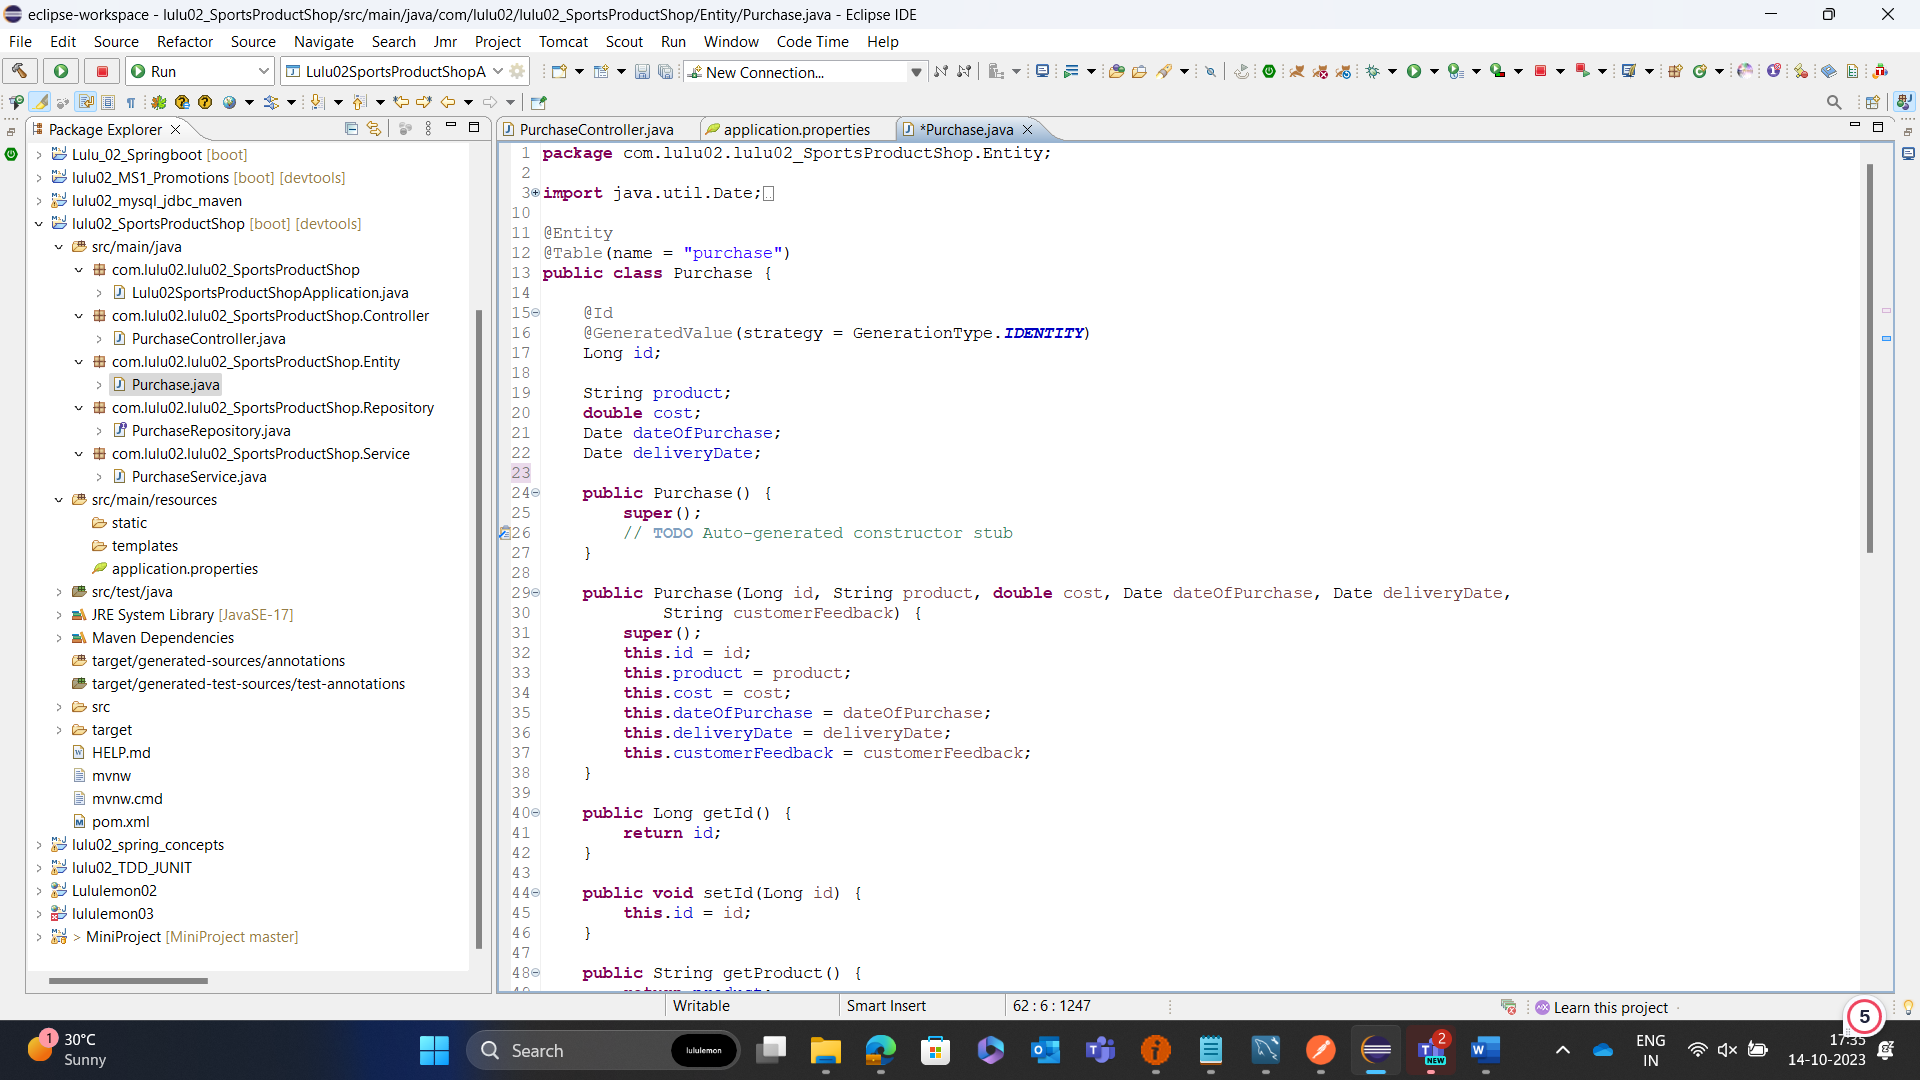 eclipse-workspace - lulu02_SportsProductShop/src/main/java/com/lulu02/lulu02_SportsProductShop/Entity/Purchase.java - Eclipse IDE
File Edit Source Refactor Source Navigate Search Jmr Project Tomcat Scout Run Window Code Time Help
Run
Lulu02SportsProductShopA
New Connection...
Package Explorer
Lulu_02_Springboot [boot]
lulu02_MS1_Promotions [boot] [devtools]
lulu02_mysql_jdbc_maven
lulu02_SportsProductShop [boot] [devtools]
src/main/java
com.lulu02.lulu02_SportsProductShop
Lulu02SportsProductShopApplication.java
com.lulu02.lulu02_SportsProductShop.Controller
PurchaseController.java
com.lulu02.lulu02_SportsProductShop.Entity
Purchase.java
com.lulu02.lulu02_SportsProductShop.Repository
PurchaseRepository.java
com.lulu02.lulu02_SportsProductShop.Service
PurchaseService.java
src/main/resources
static
templates
application.properties
src/test/java
JRE System Library [JavaSE-17]
Maven Dependencies
target/generated-sources/annotations
target/generated-test-sources/test-annotations
src
target
HELP.md
mvnw
mvnw.cmd
pom.xml
lulu02_spring_concepts
lulu02_TDD_JUNIT
Lululemon02
lululemon03
> MiniProject [MiniProject master]
PurchaseController.java
application.properties
*Purchase.java
1 package com.lulu02.lulu02_SportsProductShop.Entity;
2
3 import java.util.Date;
10
11 @Entity
12 @Table(name = "purchase")
13 public class Purchase {
14
15 @Id
16 @GeneratedValue(strategy = GenerationType.IDENTITY)
17 Long id;
18
19 String product;
20 double cost;
21 Date dateOfPurchase;
22 Date deliveryDate;
23
24 public Purchase() {
25 super();
26 // TODO Auto-generated constructor stub
27 }
28
29 public Purchase(Long id, String product, double cost, Date dateOfPurchase, Date deliveryDate,
30 String customerFeedback) {
31 super();
32 this.id = id;
33 this.product = product;
34 this.cost = cost;
35 this.dateOfPurchase = dateOfPurchase;
36 this.deliveryDate = deliveryDate;
37 this.customerFeedback = customerFeedback;
38 }
39
40 public Long getId() {
41 return id;
42 }
43
44 public void setId(Long id) {
45 this.id = id;
46 }
47
48 public String getProduct() {
Writable
Smart Insert
62 : 6 : 1247
Learn this project
5
1
30°C
Sunny
Search
lululemon
2
NEW
ENG
IN
17:35
14-10-2023